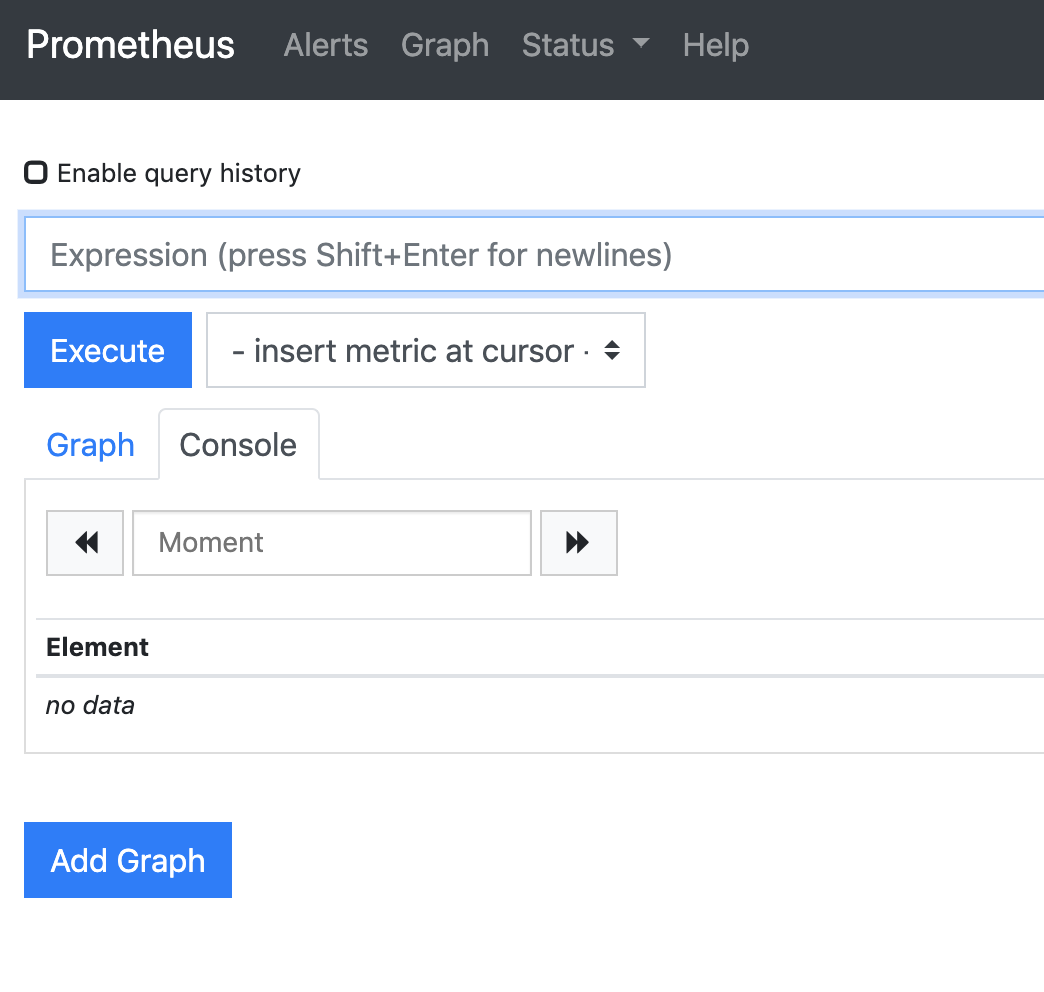 Prometheus Alerts Graph Status Help
Enable query history
Expression (press Shift+Enter for newlines)
Execute - insert metric at cursor -
Graph Console
Moment
Element
no data
Add Graph